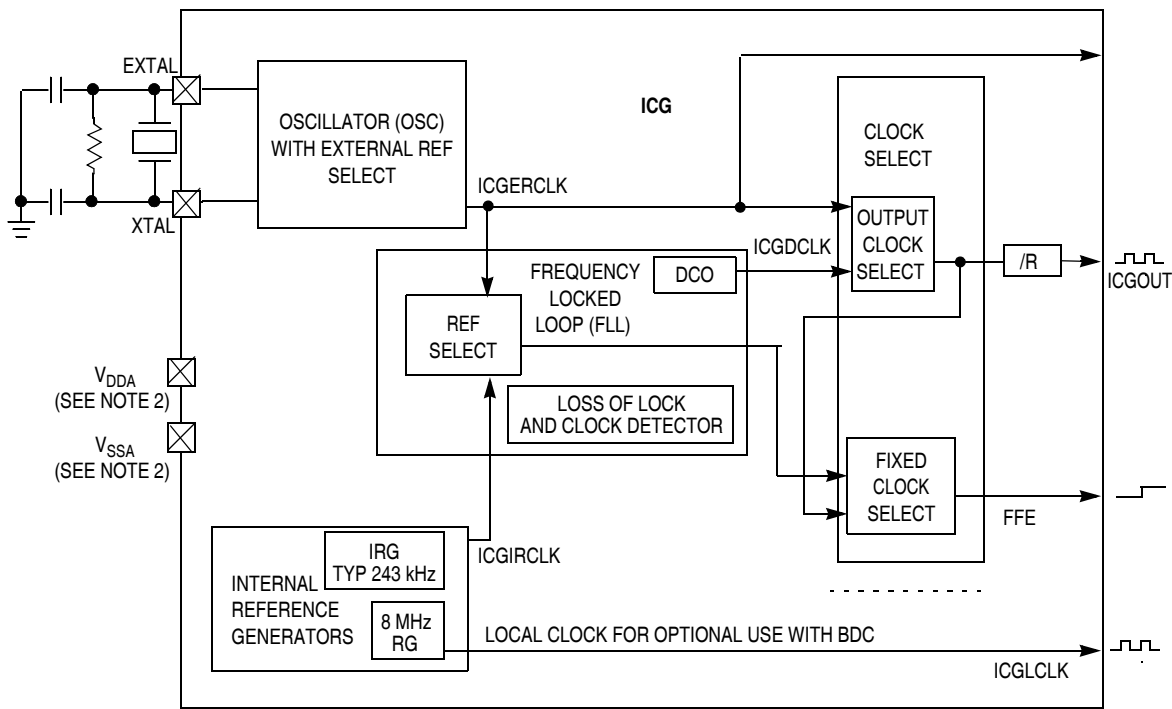 EXTAL
XTAL
OSCILLATOR (OSC)
WITH EXTERNAL REF
SELECT
ICG
ICGERCLK
CLOCK
SELECT
OUTPUT
CLOCK
SELECT
/R
ICGOUT
ICGDCLK
FREQUENCY
LOCKED
LOOP (FLL)
DCO
REF
SELECT
LOSS OF LOCK
AND CLOCK DETECTOR
VDDA
(SEE NOTE 2)
VSSA
(SEE NOTE 2)
FIXED
CLOCK
SELECT
FFE
ICGIRCLK
IRG
TYP 243 kHz
INTERNAL
REFERENCE
GENERATORS
8 MHz
RG
LOCAL CLOCK FOR OPTIONAL USE WITH BDC
ICGLCLK